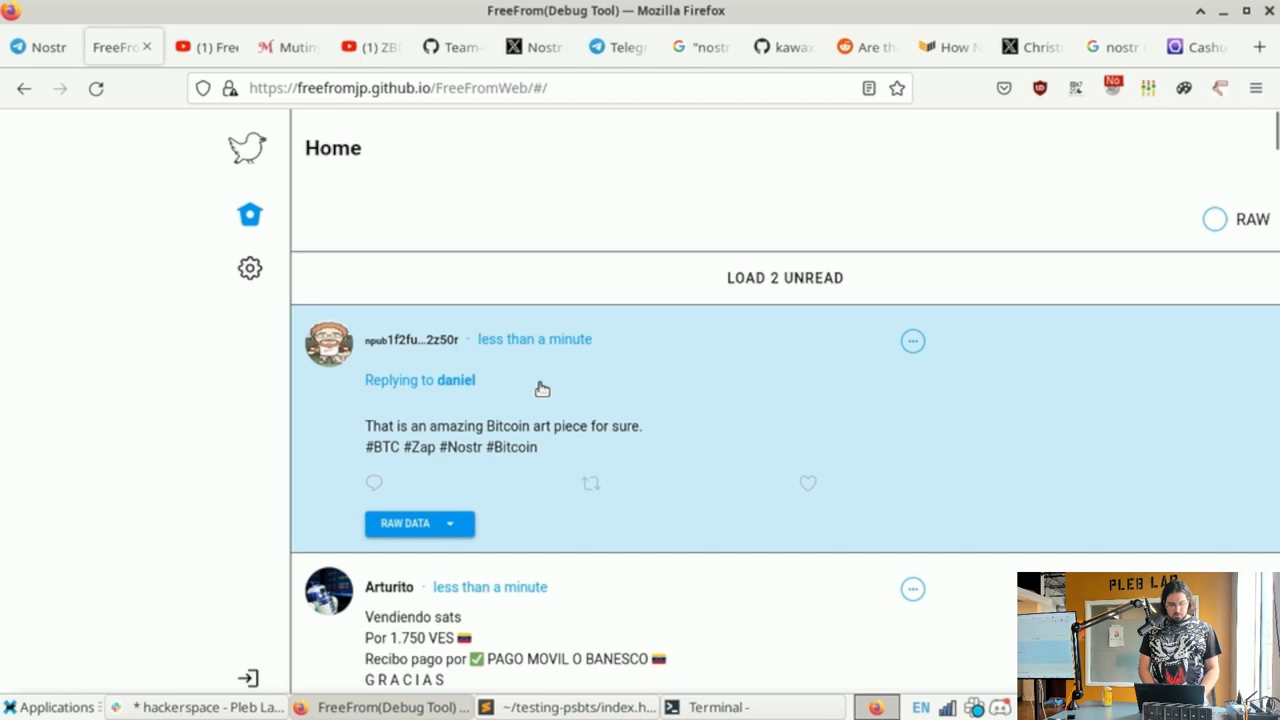 FreeFrom(Debug Tool) — Mozilla Firefox
Nostr
FreeFro
(1) Free
Mutin
(1) ZB
Team-
Nostr
Telegr
"nostr
kawax
Are th
How N
Christ
nostr
Cashu
https://freefromjp.github.io/FreeFromWeb/#/
No
Home
RAW
LOAD 2 UNREAD
npub1f2fu...2z50r · less than a minute
Replying to daniel
That is an amazing Bitcoin art piece for sure.
#BTC #Zap #Nostr #Bitcoin
RAW DATA
Arturito · less than a minute
Vendiendo sats
Por 1.750 VES 🇻🇪
Recibo pago por ✅ PAGO MOVIL O BANESCO 🇻🇪
G R A C I A S
PLEB LAB
Applications
* hackerspace - Pleb La...
FreeFrom(Debug Tool) ...
~/testing-psbts/index.h...
Terminal -
EN